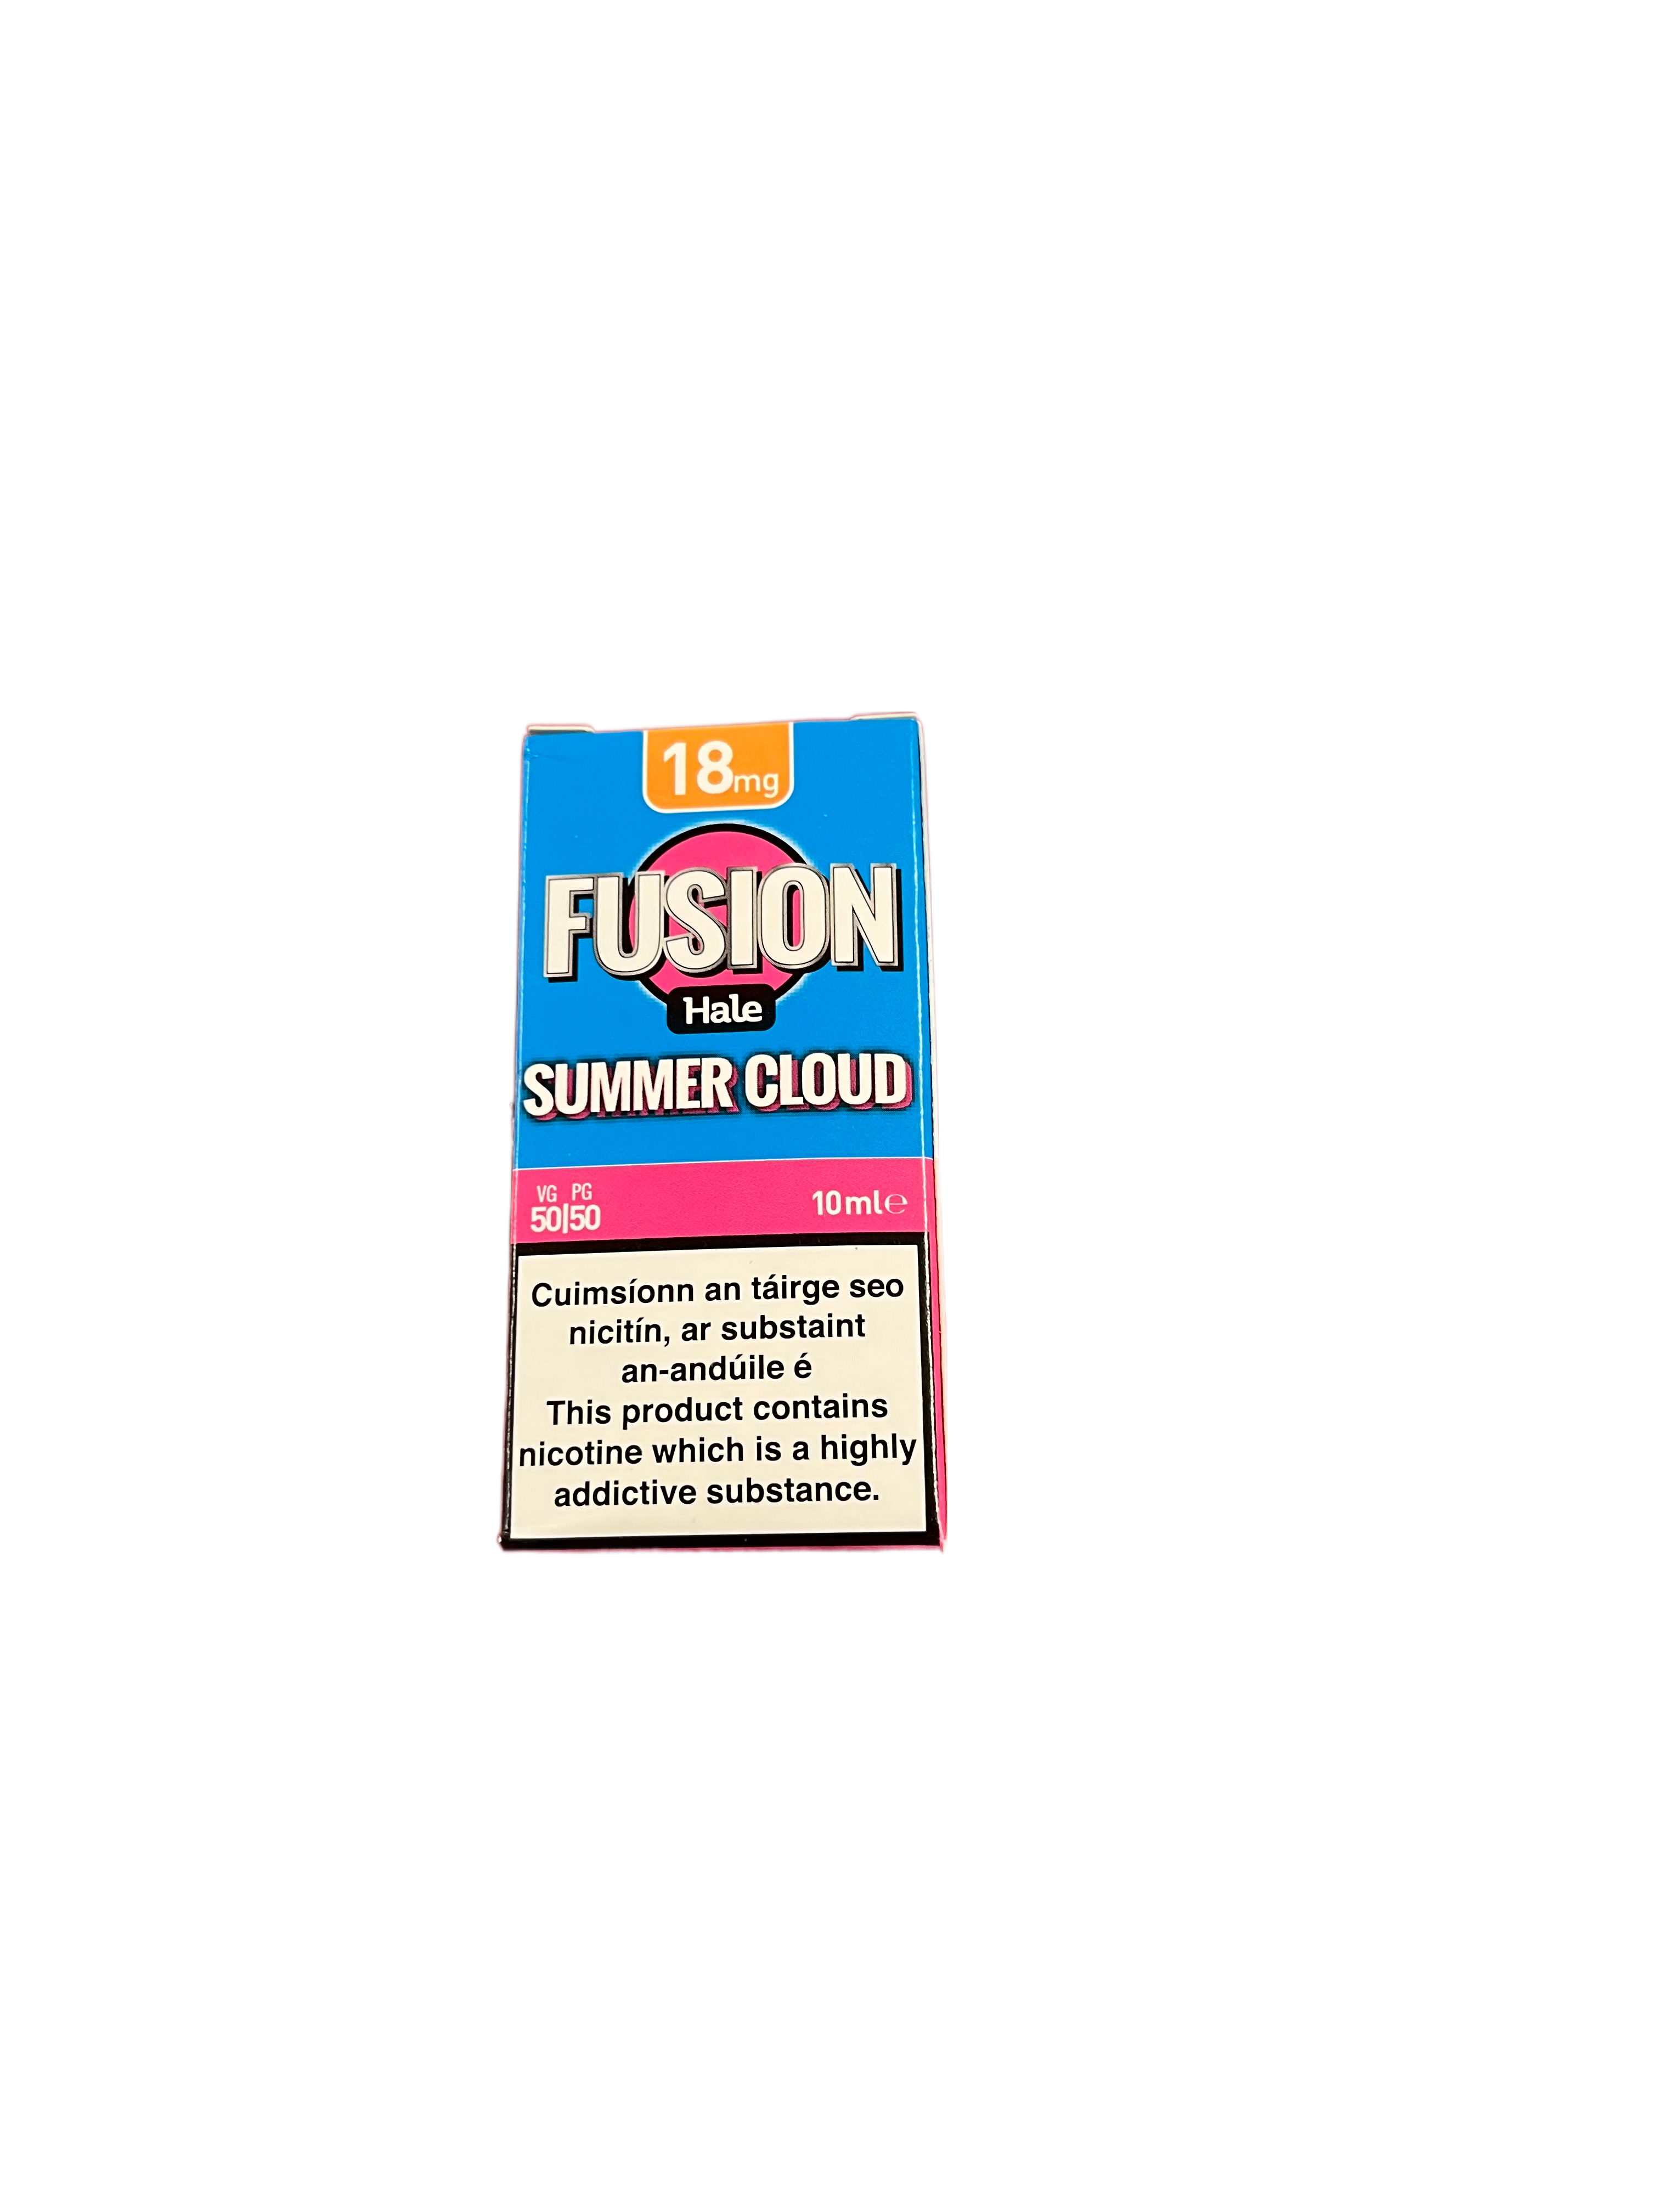 18mg
FUSION
Hale
SUMMER CLOUD
VG PG
50|50
10ml℮
Cuimsíonn an táirge seo
nicitín, ar substaint
an-andúile é
This product contains
nicotine which is a highly
addictive substance.